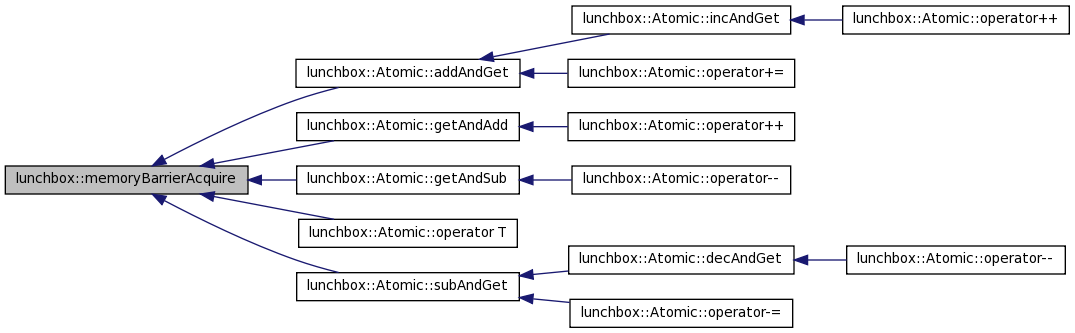 lunchbox::Atomic::incAndGet
lunchbox::Atomic::operator++
lunchbox::Atomic::addAndGet
lunchbox::Atomic::operator+=
lunchbox::Atomic::getAndAdd
lunchbox::Atomic::operator++
lunchbox::memoryBarrierAcquire
lunchbox::Atomic::getAndSub
lunchbox::Atomic::operator--
lunchbox::Atomic::operator T
lunchbox::Atomic::decAndGet
lunchbox::Atomic::operator--
lunchbox::Atomic::subAndGet
lunchbox::Atomic::operator-=